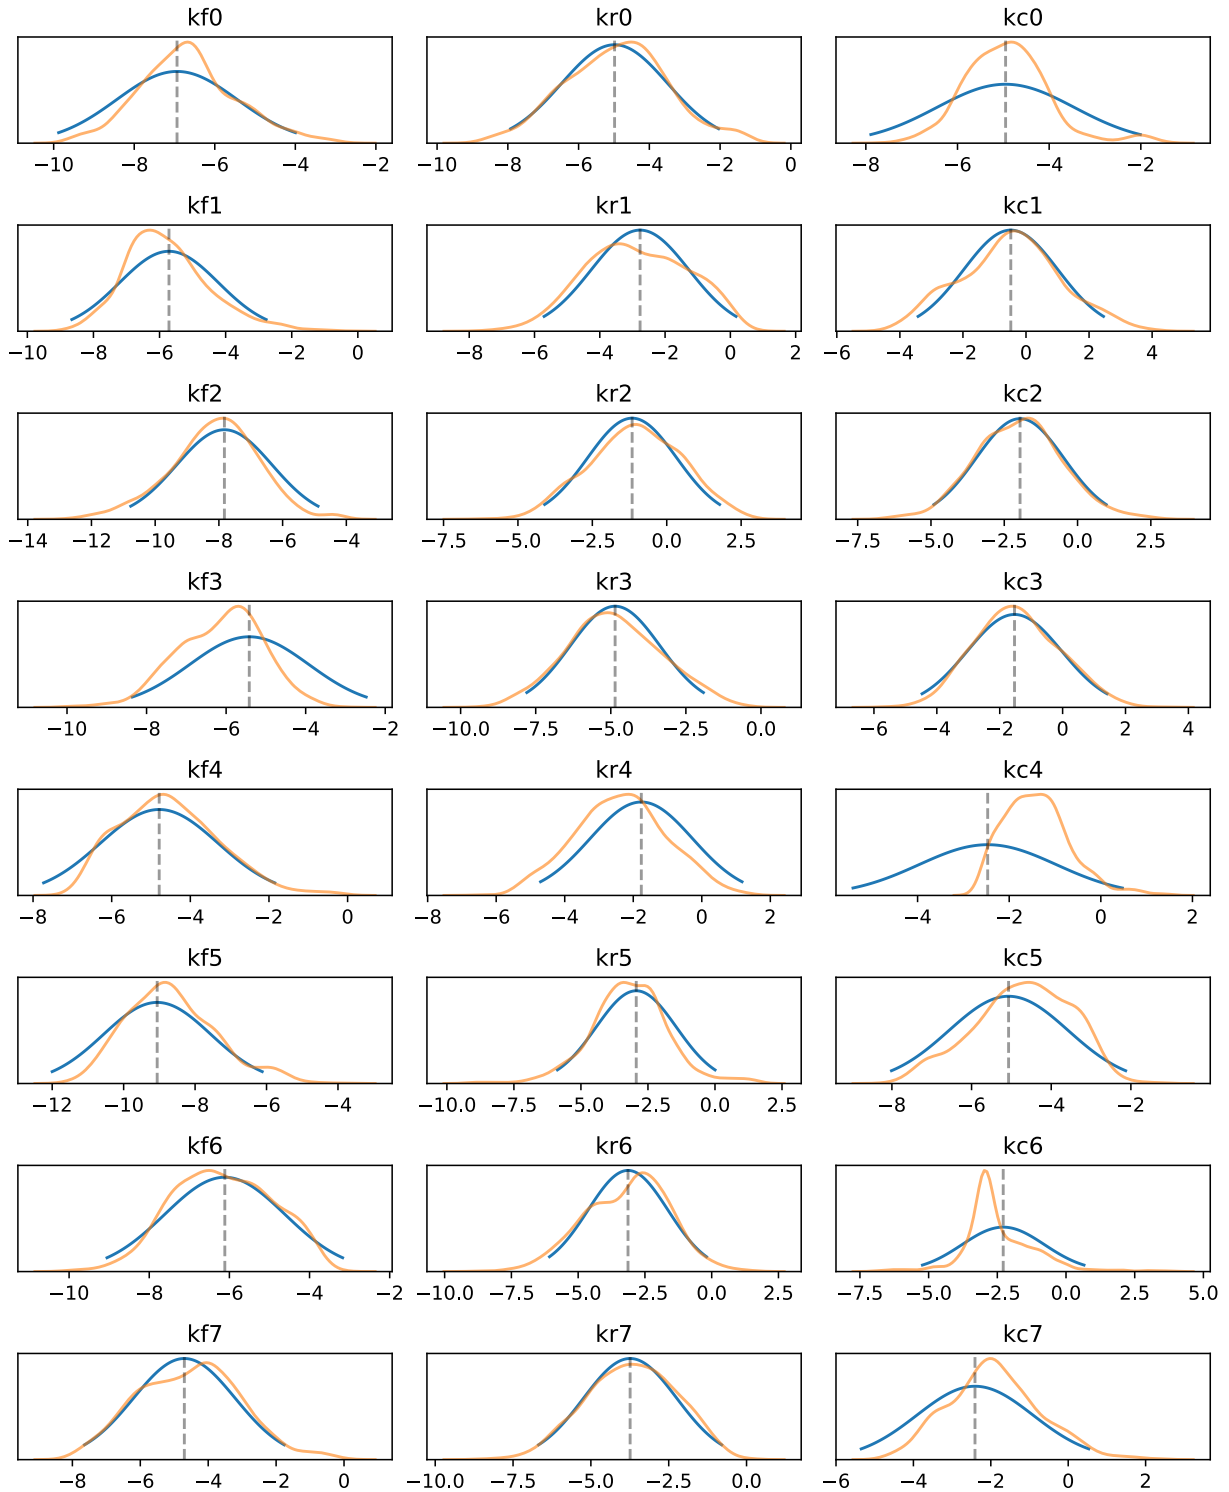 kf0 kr0 kc0
−10 −8 −6 −4 −2 −10 −8 −6 −4 −2 0 −8 −6 −4 −2
kf1 kr1 kc1
−10 −8 −6 −4 −2 0 −8 −6 −4 −2 0 2 −6 −4 −2 0 2 4
kf2 kr2 kc2
−14 −12 −10 −8 −6 −4 −7.5 −5.0 −2.5 0.0 2.5 −7.5 −5.0 −2.5 0.0 2.5
kf3 kr3 kc3
−10 −8 −6 −4 −2 −10.0 −7.5 −5.0 −2.5 0.0 −6 −4 −2 0 2 4
kf4 kr4 kc4
−8 −6 −4 −2 0 −8 −6 −4 −2 0 2 −4 −2 0 2
kf5 kr5 kc5
−12 −10 −8 −6 −4 −10.0 −7.5 −5.0 −2.5 0.0 2.5 −8 −6 −4 −2
kf6 kr6 kc6
−10 −8 −6 −4 −2 −10.0 −7.5 −5.0 −2.5 0.0 2.5 −7.5 −5.0 −2.5 0.0 2.5 5.0
kf7 kr7 kc7
−8 −6 −4 −2 0 −10.0 −7.5 −5.0 −2.5 0.0 −6 −4 −2 0 2